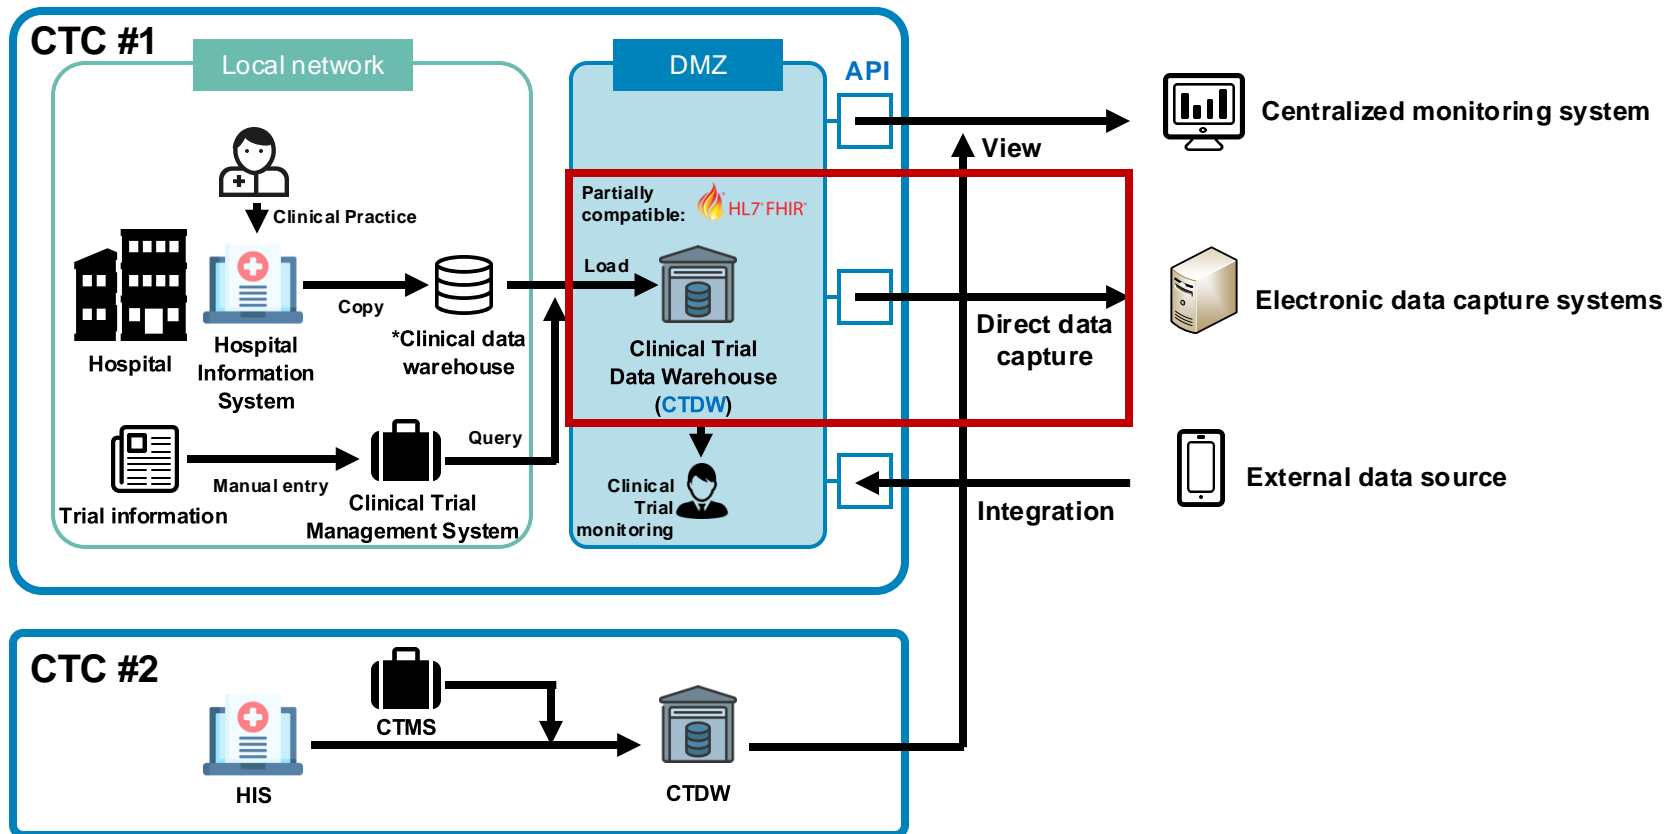 CTC #1
Local network
DMZ
API
Centralized monitoring system
View
Partially
compatible:
HL7® FHIR®
Clinical Practice
Load
Copy
Hospital
Hospital
Information
System
*Clinical data
warehouse
Clinical Trial
Data Warehouse
(CTDW)
Direct data
capture
Electronic data capture systems
Query
Manual entry
Trial information
Clinical Trial
Management System
Clinical
Trial
monitoring
Integration
External data source
CTC #2
CTMS
HIS
CTDW